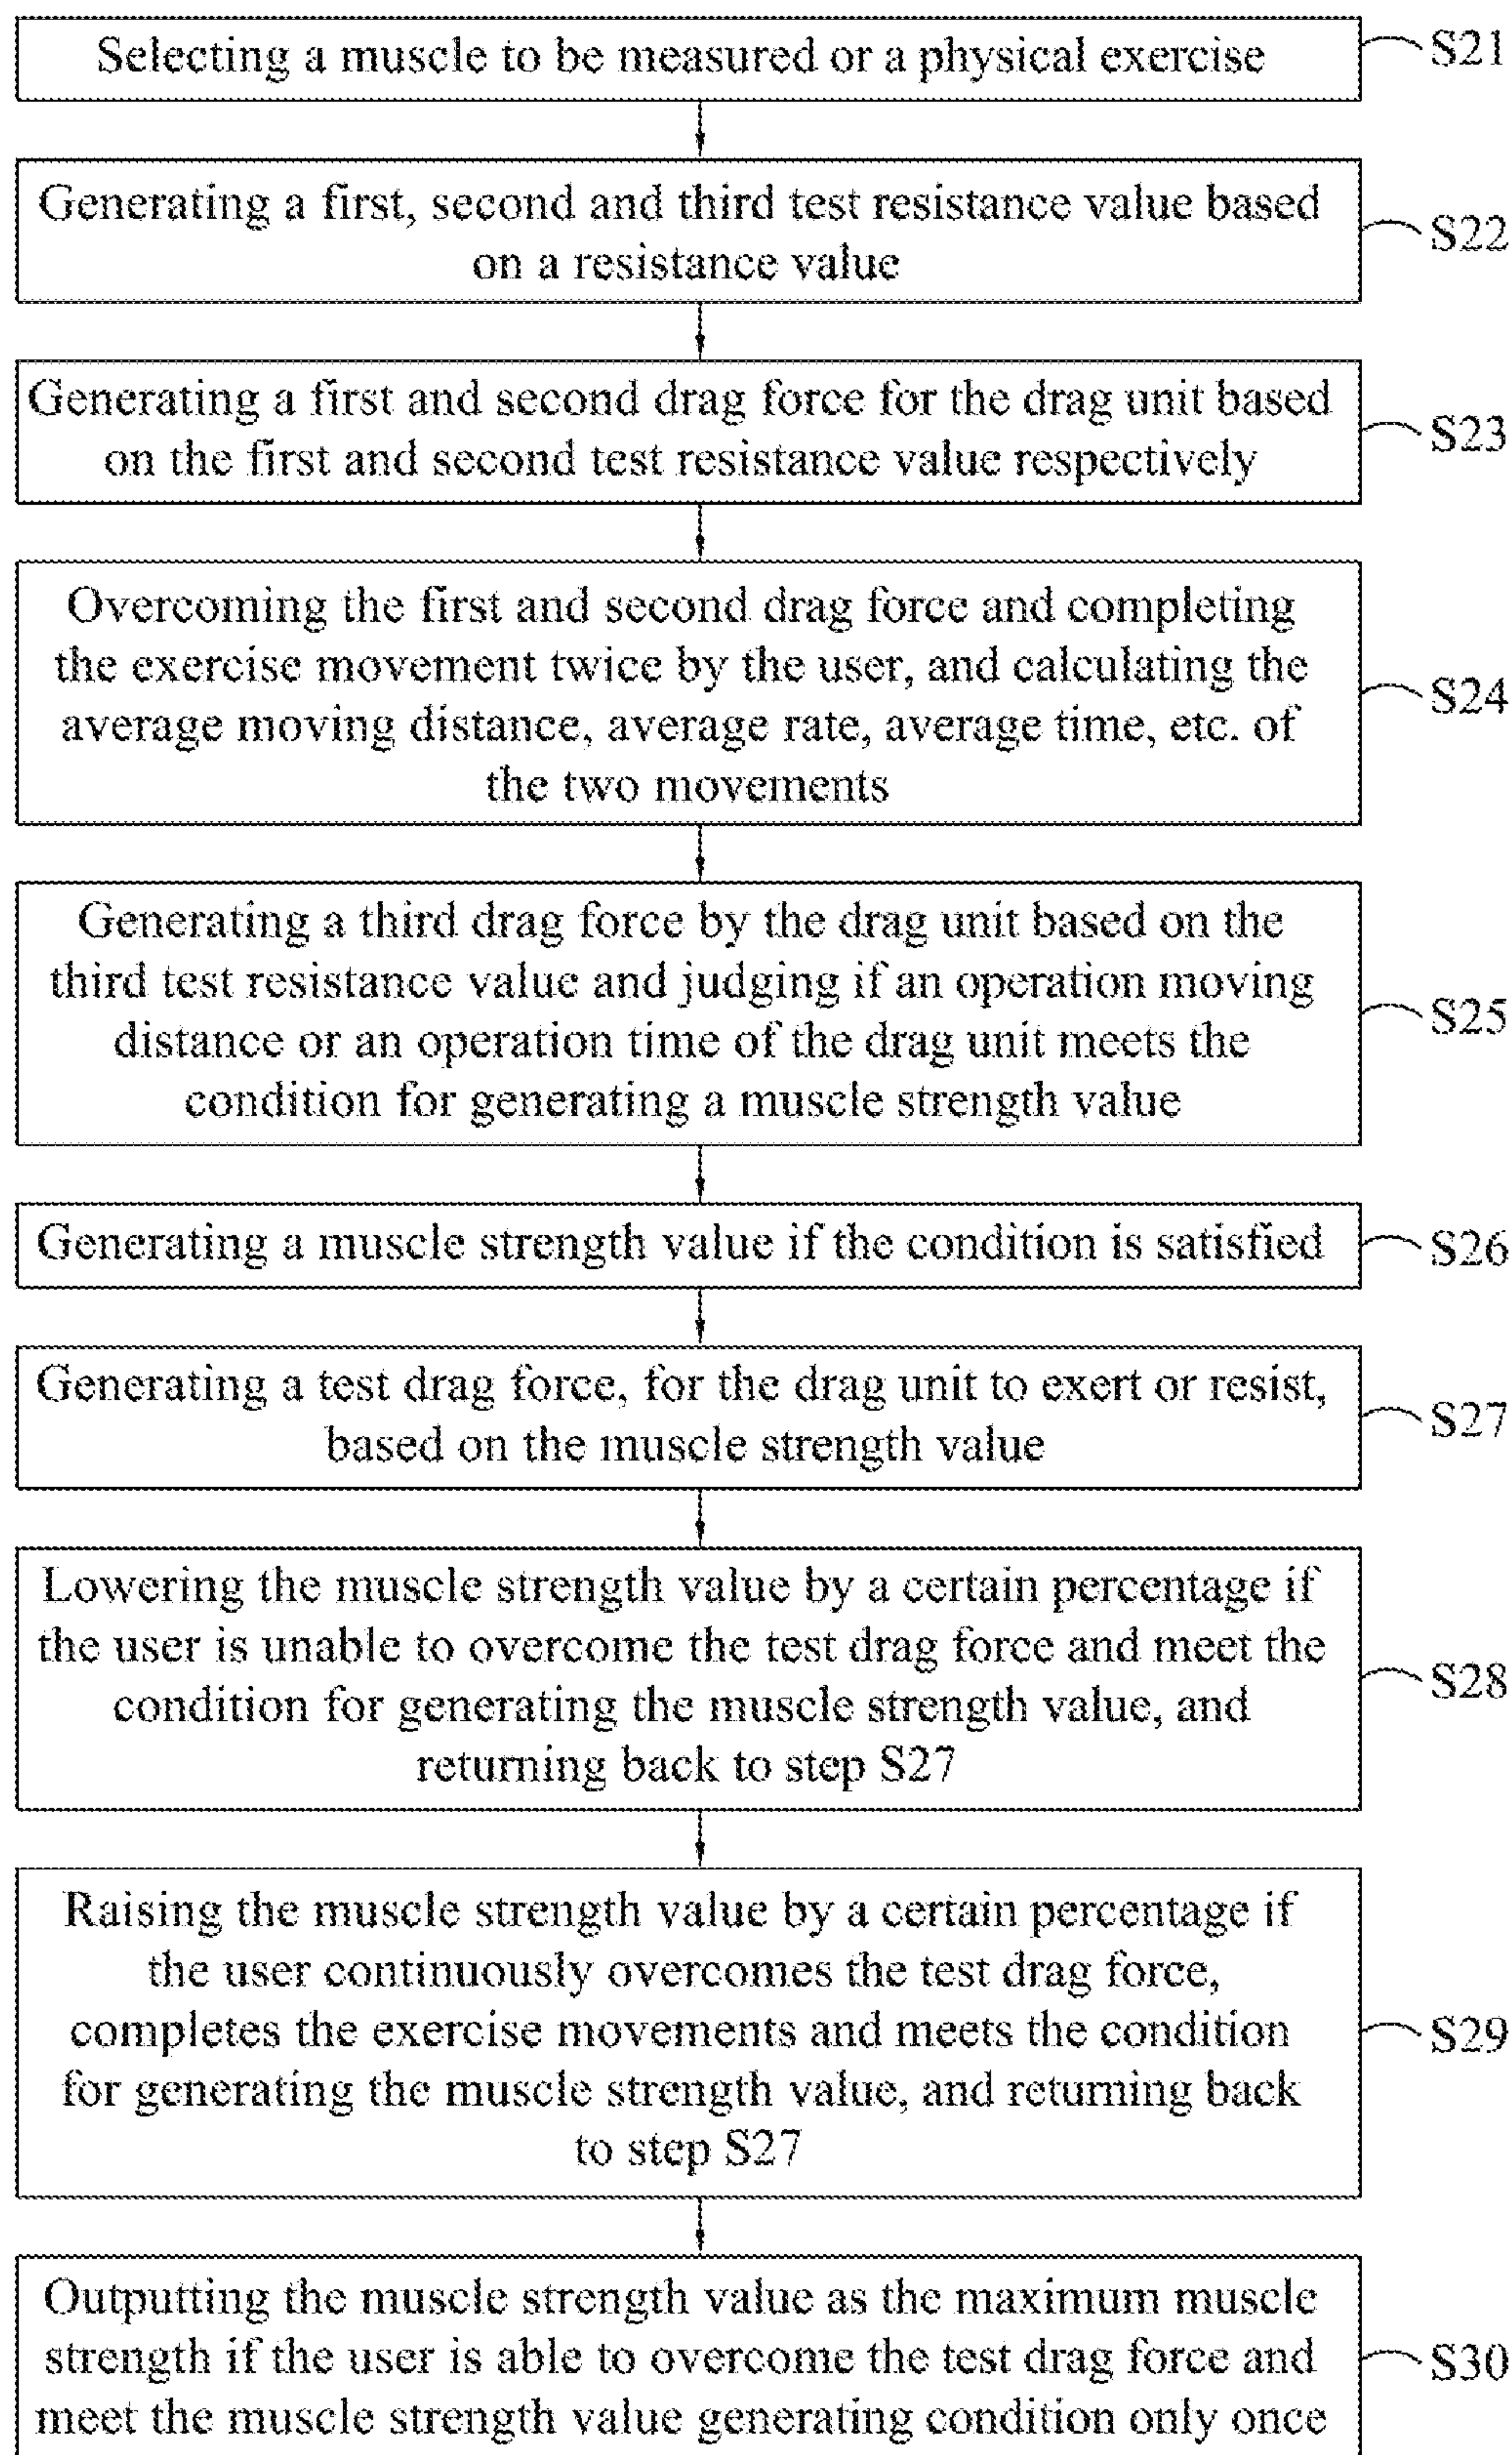 Selecting a muscle to be measured or a physical exercise
S21
Generating a first, second and third test resistance value based
on a resistance value
S22
Generating a first and second drag force for the drag unit based
on the first and second test resistance value respectively
S23
Overcoming the first and second drag force and completing
the exercise movement twice by the user, and calculating the
average moving distance, average rate, average time, etc. of
the two movements
S24
Generating a third drag force by the drag unit based on the
third test resistance value and judging if an operation moving
distance or an operation time of the drag unit meets the
condition for generating a muscle strength value
S25
Generating a muscle strength value if the condition is satisfied
S26
Generating a test drag force, for the drag unit to exert or resist,
based on the muscle strength value
S27
Lowering the muscle strength value by a certain percentage if
the user is unable to overcome the test drag force and meet the
condition for generating the muscle strength value, and
returning back to step S27
S28
Raising the muscle strength value by a certain percentage if
the user continuously overcomes the test drag force,
completes the exercise movements and meets the condition
for generating the muscle strength value, and returning back
to step S27
S29
Outputting the muscle strength value as the maximum muscle
strength if the user is able to overcome the test drag force and
meet the muscle strength value generating condition only once
S30